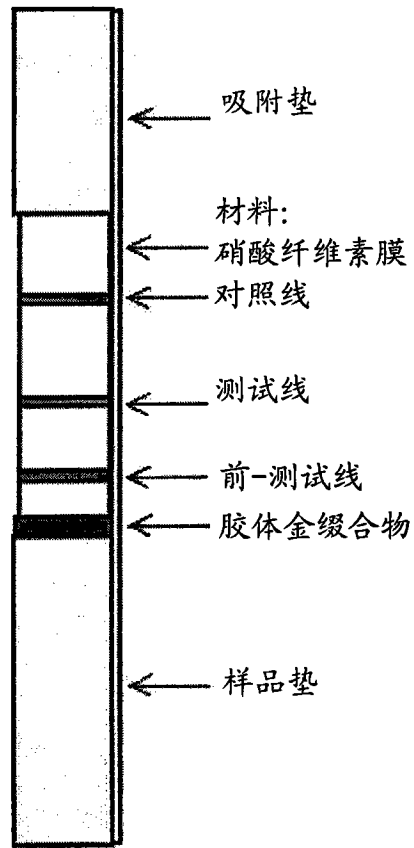 吸附垫
材料:
硝酸纤维素膜
对照线
测试线
前-测试线
胶体金缀合物
样品垫